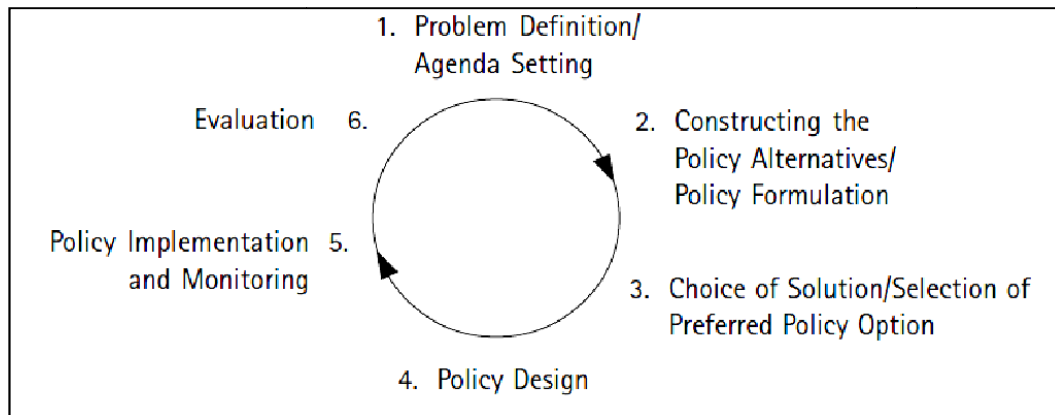 1. Problem Definition/
Agenda Setting
2. Constructing the
Policy Alternatives/
Policy Formulation
3. Choice of Solution/Selection of
Preferred Policy Option
4. Policy Design
Policy Implementation 5.
and Monitoring
Evaluation 6.